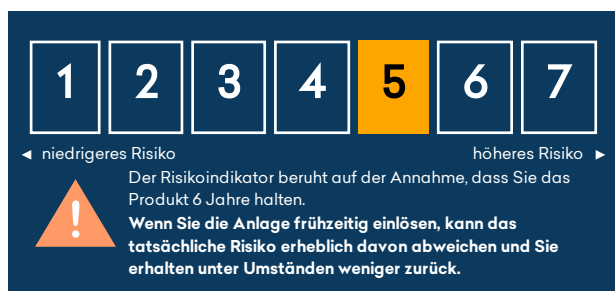 1 2 3 4 5 6 7
◄ niedrigeres Risiko höheres Risiko ►
Der Risikoindikator beruht auf der Annahme, dass Sie das
Produkt 6 Jahre halten.
Wenn Sie die Anlage frühzeitig einlösen, kann das
tatsächliche Risiko erheblich davon abweichen und Sie
erhalten unter Umständen weniger zurück.
!